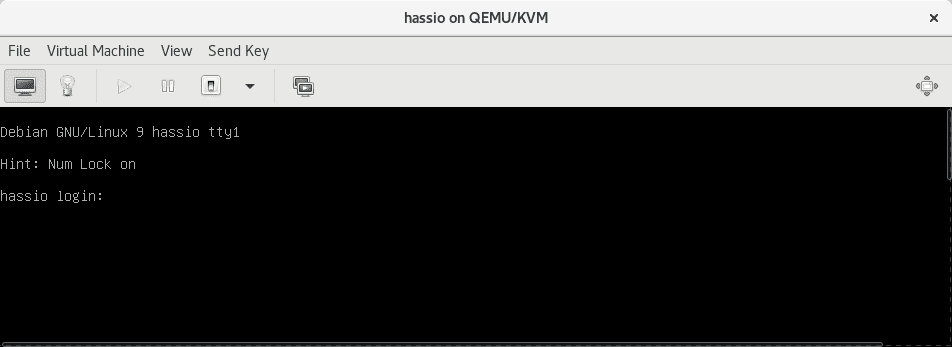 hassio on QEMU/KVM
File Virtual Machine View Send Key
Debian GNU/Linux 9 hassio tty1
Hint: Num Lock on
hassio login: